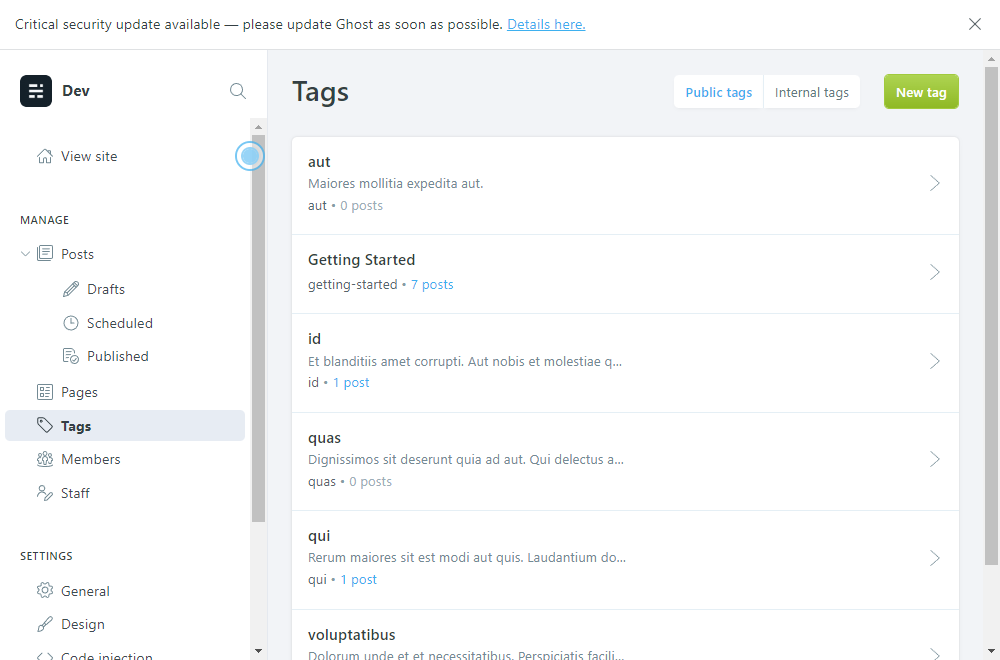 Critical security update available — please update Ghost as soon as possible. Details here.
Dev
View site
MANAGE
Posts
Drafts
Scheduled
Published
Pages
Tags
Members
Staff
SETTINGS
General
Design
Code injection
Tags
Public tags
Internal tags
New tag
aut
Maiores mollitia expedita aut.
aut • 0 posts
Getting Started
getting-started • 7 posts
id
Et blanditiis amet corrupti. Aut nobis et molestiae q...
id • 1 post
quas
Dignissimos sit deserunt quia ad aut. Qui delectus a...
quas • 0 posts
qui
Rerum maiores sit est modi aut quis. Laudantium do...
qui • 1 post
voluptatibus
Dolorum unde et et necessitatibus. Perspiciatis facili...